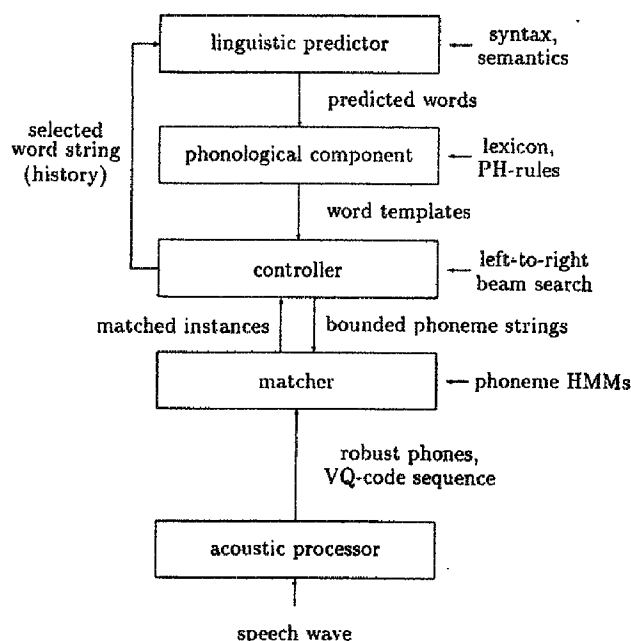 linguistic predictor
syntax,
semantics
predicted words
selected
word string
(history)
phonological component
lexicon,
PH-rules
word templates
controller
left-to-right
beam search
matched instances
bounded phoneme strings
matcher
phoneme HMMs
robust phones,
VQ-code sequence
acoustic processor
speech wave